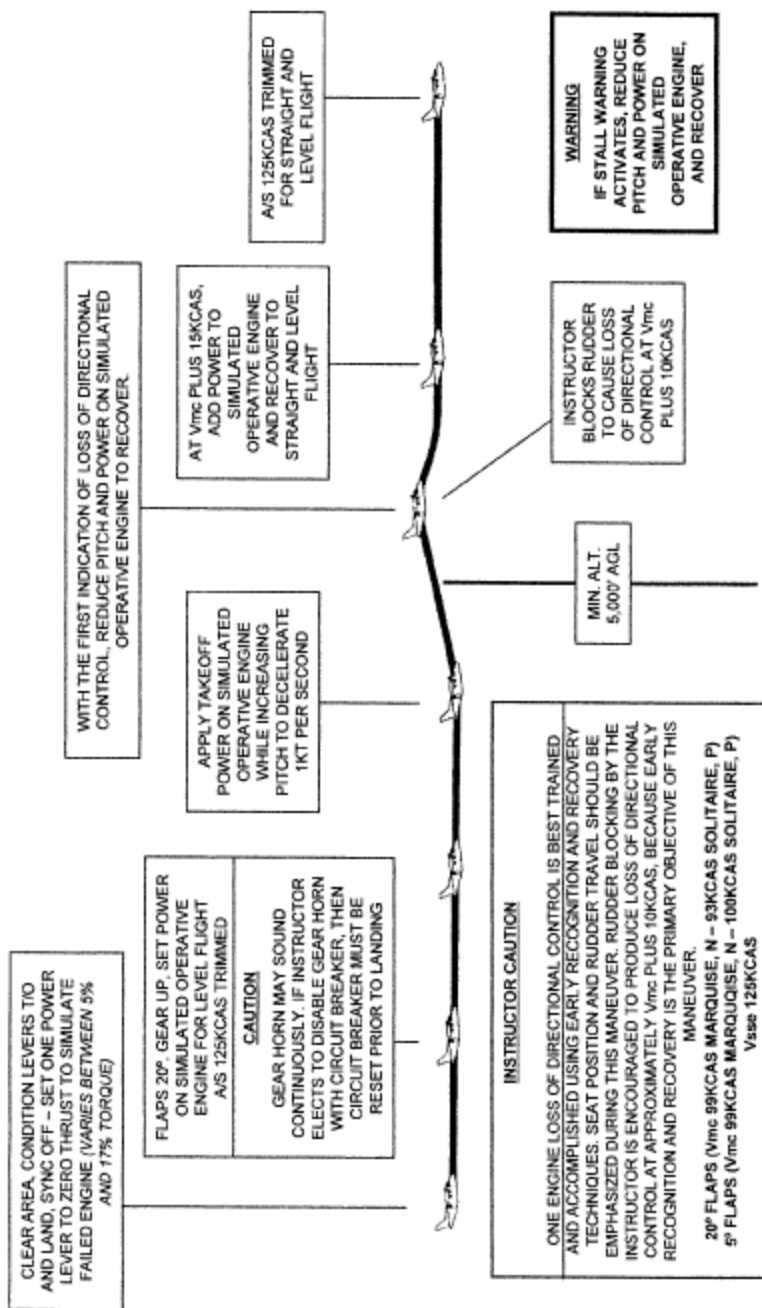 CLEAR AREA, CONDITION LEVERS T/O
AND LAND, SYNC OFF – SET ONE POWER
LEVER TO ZERO THRUST TO SIMULATE
FAILED ENGINE (VARIES BETWEEN 5%
AND 17% TORQUE)
FLAPS 20º. GEAR UP, SET POWER
ON SIMULATED OPERATIVE
ENGINE FOR LEVEL FLIGHT
A/S 125KCAS TRIMMED
CAUTION
GEAR HORN MAY SOUND
CONTINUOUSLY. IF INSTRUCTOR
ELECTS TO DISABLE GEAR HORN
WITH CIRCUIT BREAKER, THEN
CIRCUIT BREAKER MUST BE
RESET PRIOR TO LANDING
APPLY TAKEOFF
POWER ON SIMULATED
OPERATIVE ENGINE
WHILE INCREASING
PITCH TO DECELERATE
1KT PER SECOND
WITH THE FIRST INDICATION OF LOSS OF DIRECTIONAL
CONTROL, REDUCE PITCH AND POWER ON SIMULATED
OPERATIVE ENGINE TO RECOVER.
AT Vmc PLUS 15KCAS,
ADD POWER TO
SIMULATED
OPERATIVE ENGINE
AND RECOVER TO
STRAIGHT AND LEVEL
FLIGHT
A/S 125KCAS TRIMMED
FOR STRAIGHT AND
LEVEL FLIGHT
INSTRUCTOR CAUTION
ONE ENGINE LOSS OF DIRECTIONAL CONTROL IS BEST TRAINED
AND ACCOMPLISHED USING EARLY RECOGNITION AND RECOVERY
TECHNIQUES. SEAT POSITION AND RUDDER TRAVEL SHOULD BE
EMPHASIZED DURING THIS MANEUVER. RUDDER BLOCKING BY THE
INSTRUCTOR IS ENCOURAGED TO PRODUCE LOSS OF DIRECTIONAL
CONTROL AT APPROXIMATELY Vmc PLUS 10KCAS, BECAUSE EARLY
RECOGNITION AND RECOVERY IS THE PRIMARY OBJECTIVE OF THIS
MANEUVER.
20º FLAPS (Vmc 99KCAS MARQUISE, N – 93KCAS SOLITAIRE, P)
5º FLAPS (Vmc 99KCAS MARUQISE, N – 100KCAS SOLITAIRE, P)
Vsse 125KCAS
MIN. ALT.
5,000' AGL
INSTRUCTOR
BLOCKS RUDDER
TO CAUSE LOSS
OF DIRECTIONAL
CONTROL AT Vmc
PLUS 10KCAS
WARNING
IF STALL WARNING
ACTIVATES, REDUCE
PITCH AND POWER ON
SIMULATED
OPERATIVE ENGINE,
AND RECOVER